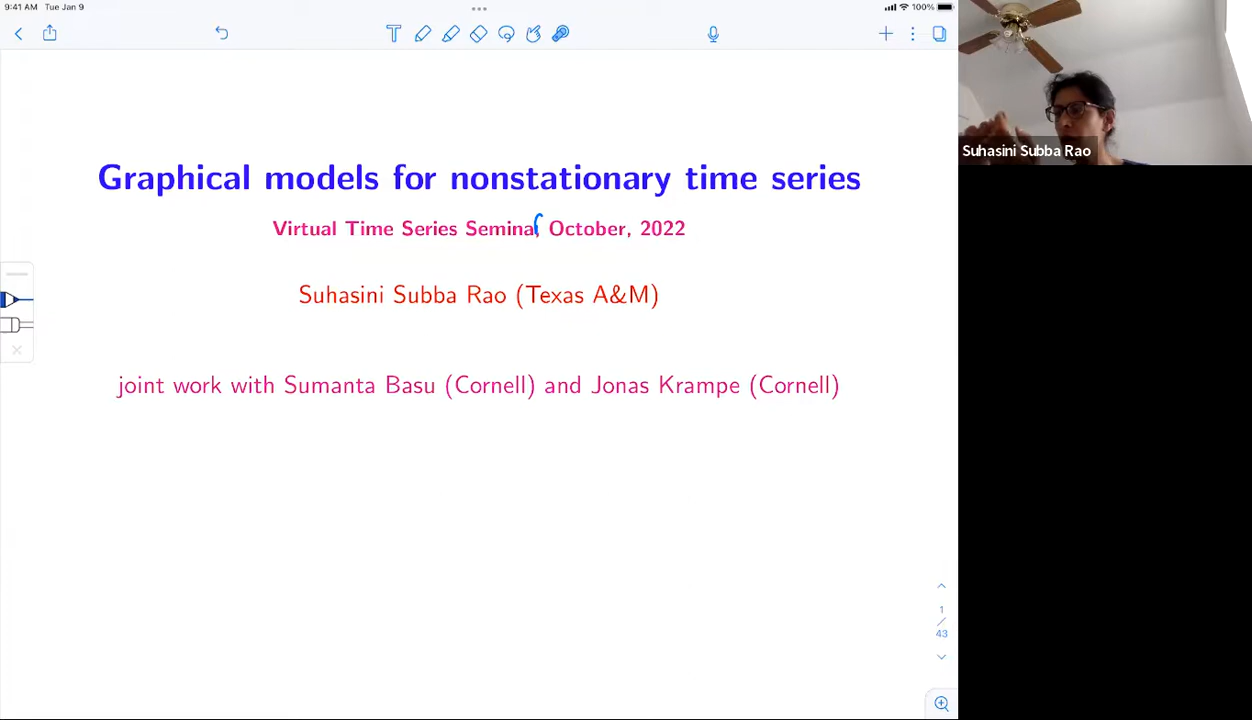 9:41 AM Tue Jan 9
100%
Graphical models for nonstationary time series
Virtual Time Series Seminar, October, 2022
Suhasini Subba Rao (Texas A&M)
joint work with Sumanta Basu (Cornell) and Jonas Krampe (Cornell)
1
/
43
Suhasini Subba Rao